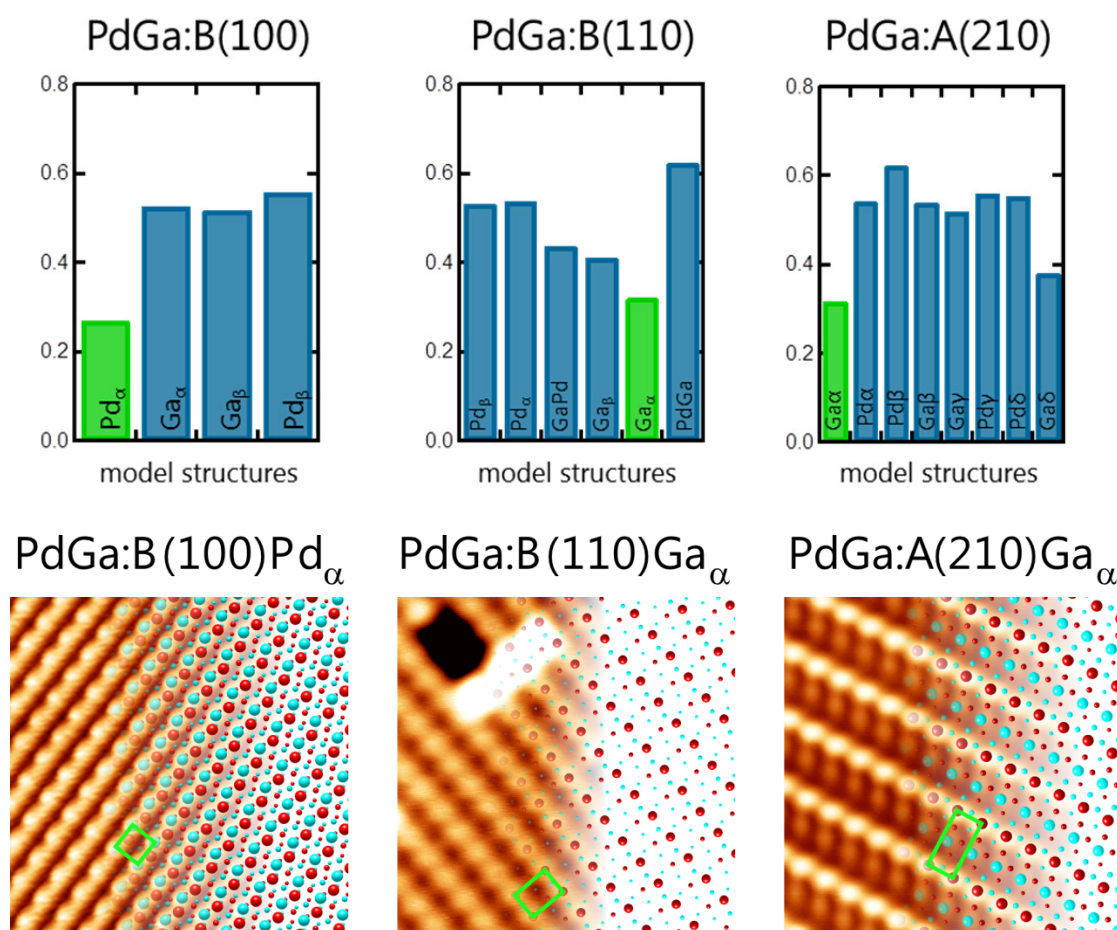 PdGa:B(100)
PdGa:B(110)
PdGa:A(210)
0.8
0.6
0.4
0.2
0.0
Pdα
Gaα
Gaβ
Pdβ
model structures
0.8
0.6
0.4
0.2
0.0
Pdβ
Pdα
GaPd
Gaβ
Gaα
PdGa
model structures
0.8
0.6
0.4
0.2
0.0
Gaα
Pdα
Pdβ
Gaβ
Gaγ
Pdγ
Pdδ
Gaδ
model structures
PdGa:B(100)Pdα
PdGa:B(110)Gaα
PdGa:A(210)Gaα